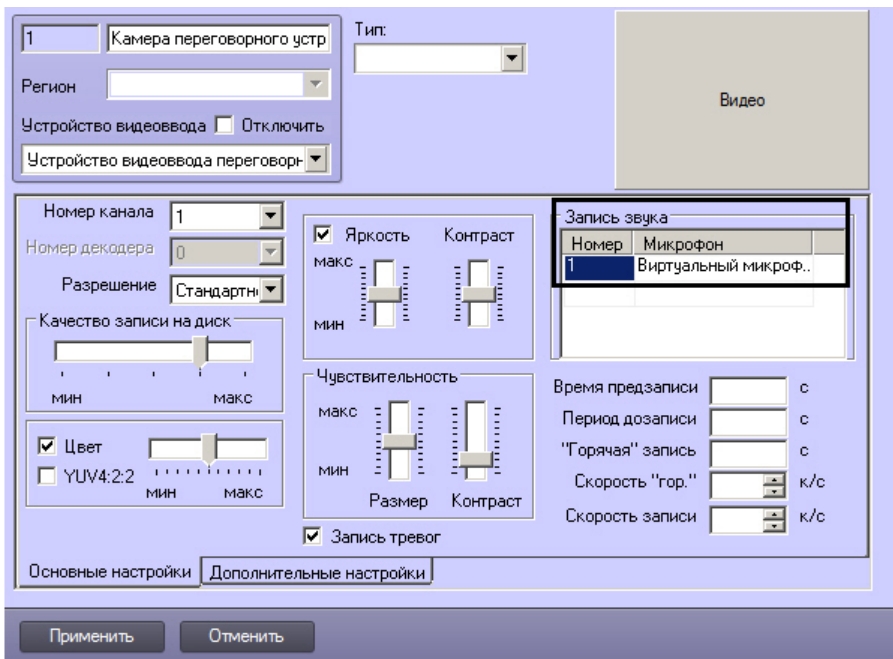 1
Камера переговорного устр
Тип:
Регион
Устройство видеоввода
Отключить
Устройство видеоввода переговорн
Видео
Номер канала
1
Номер декодера
0
Разрешение
Стандартн
Качество записи на диск
мин
макс
Цвет
YUV4:2:2
мин
макс
Яркость
Контраст
макс
мин
Чувствительность
макс
мин
Размер
Контраст
Запись тревог
Запись звука
Номер
Микрофон
1
Виртуальный микроф..
Время предзаписи
с
Период дозаписи
с
"Горячая" запись
с
Скорость "гор."
к/с
Скорость записи
к/с
Основные настройки
Дополнительные настройки
Применить
Отменить